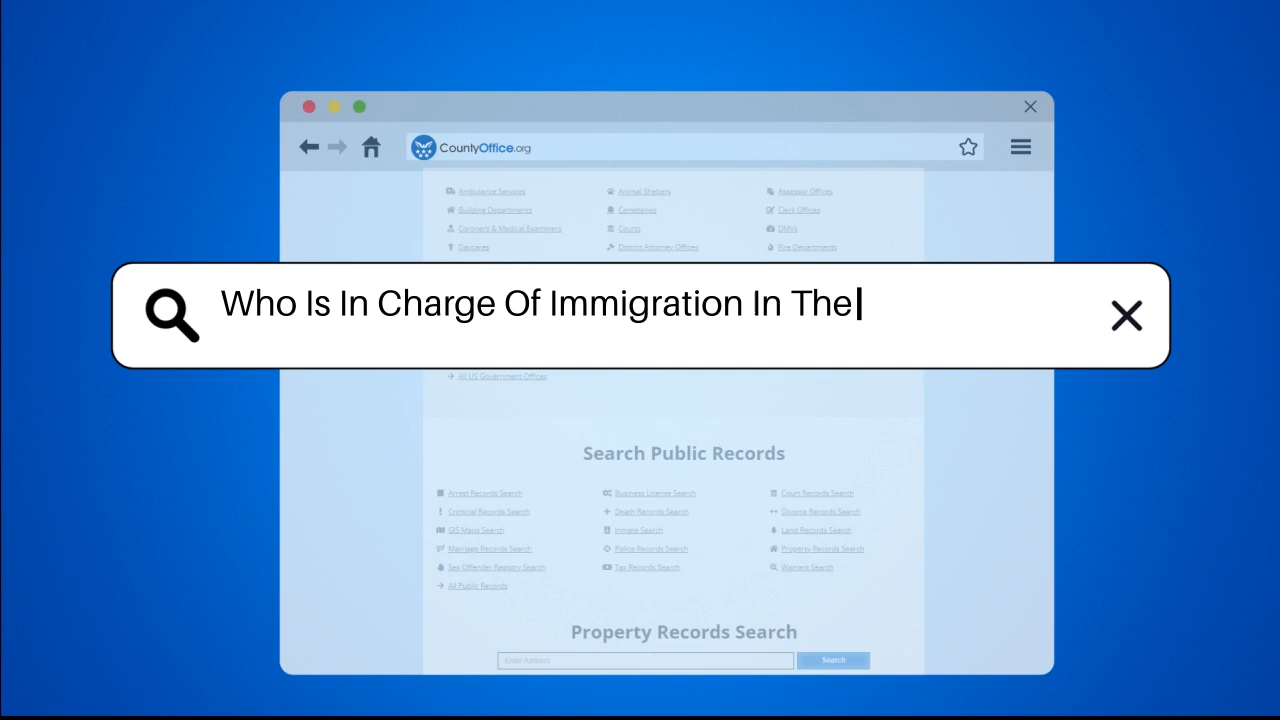 CountyOffice.org
Ambulance Services Animal Shelters Assessor Offices
Building Departments Cemeteries Clerk Offices
Coroners & Medical Examiners Courts DMVs
Daycares District Attorney Offices Fire Departments
Who Is In Charge Of Immigration In The
All US Government Offices
Search Public Records
Arrest Records Search Business License Search Court Records Search
Criminal Records Search Death Records Search Divorce Records Search
GIS Maps Search Inmate Search Land Records Search
Marriage Records Search Police Records Search Property Records Search
Sex Offender Registry Search Tax Records Search Warrant Search
All Public Records
Property Records Search
Enter Address Search